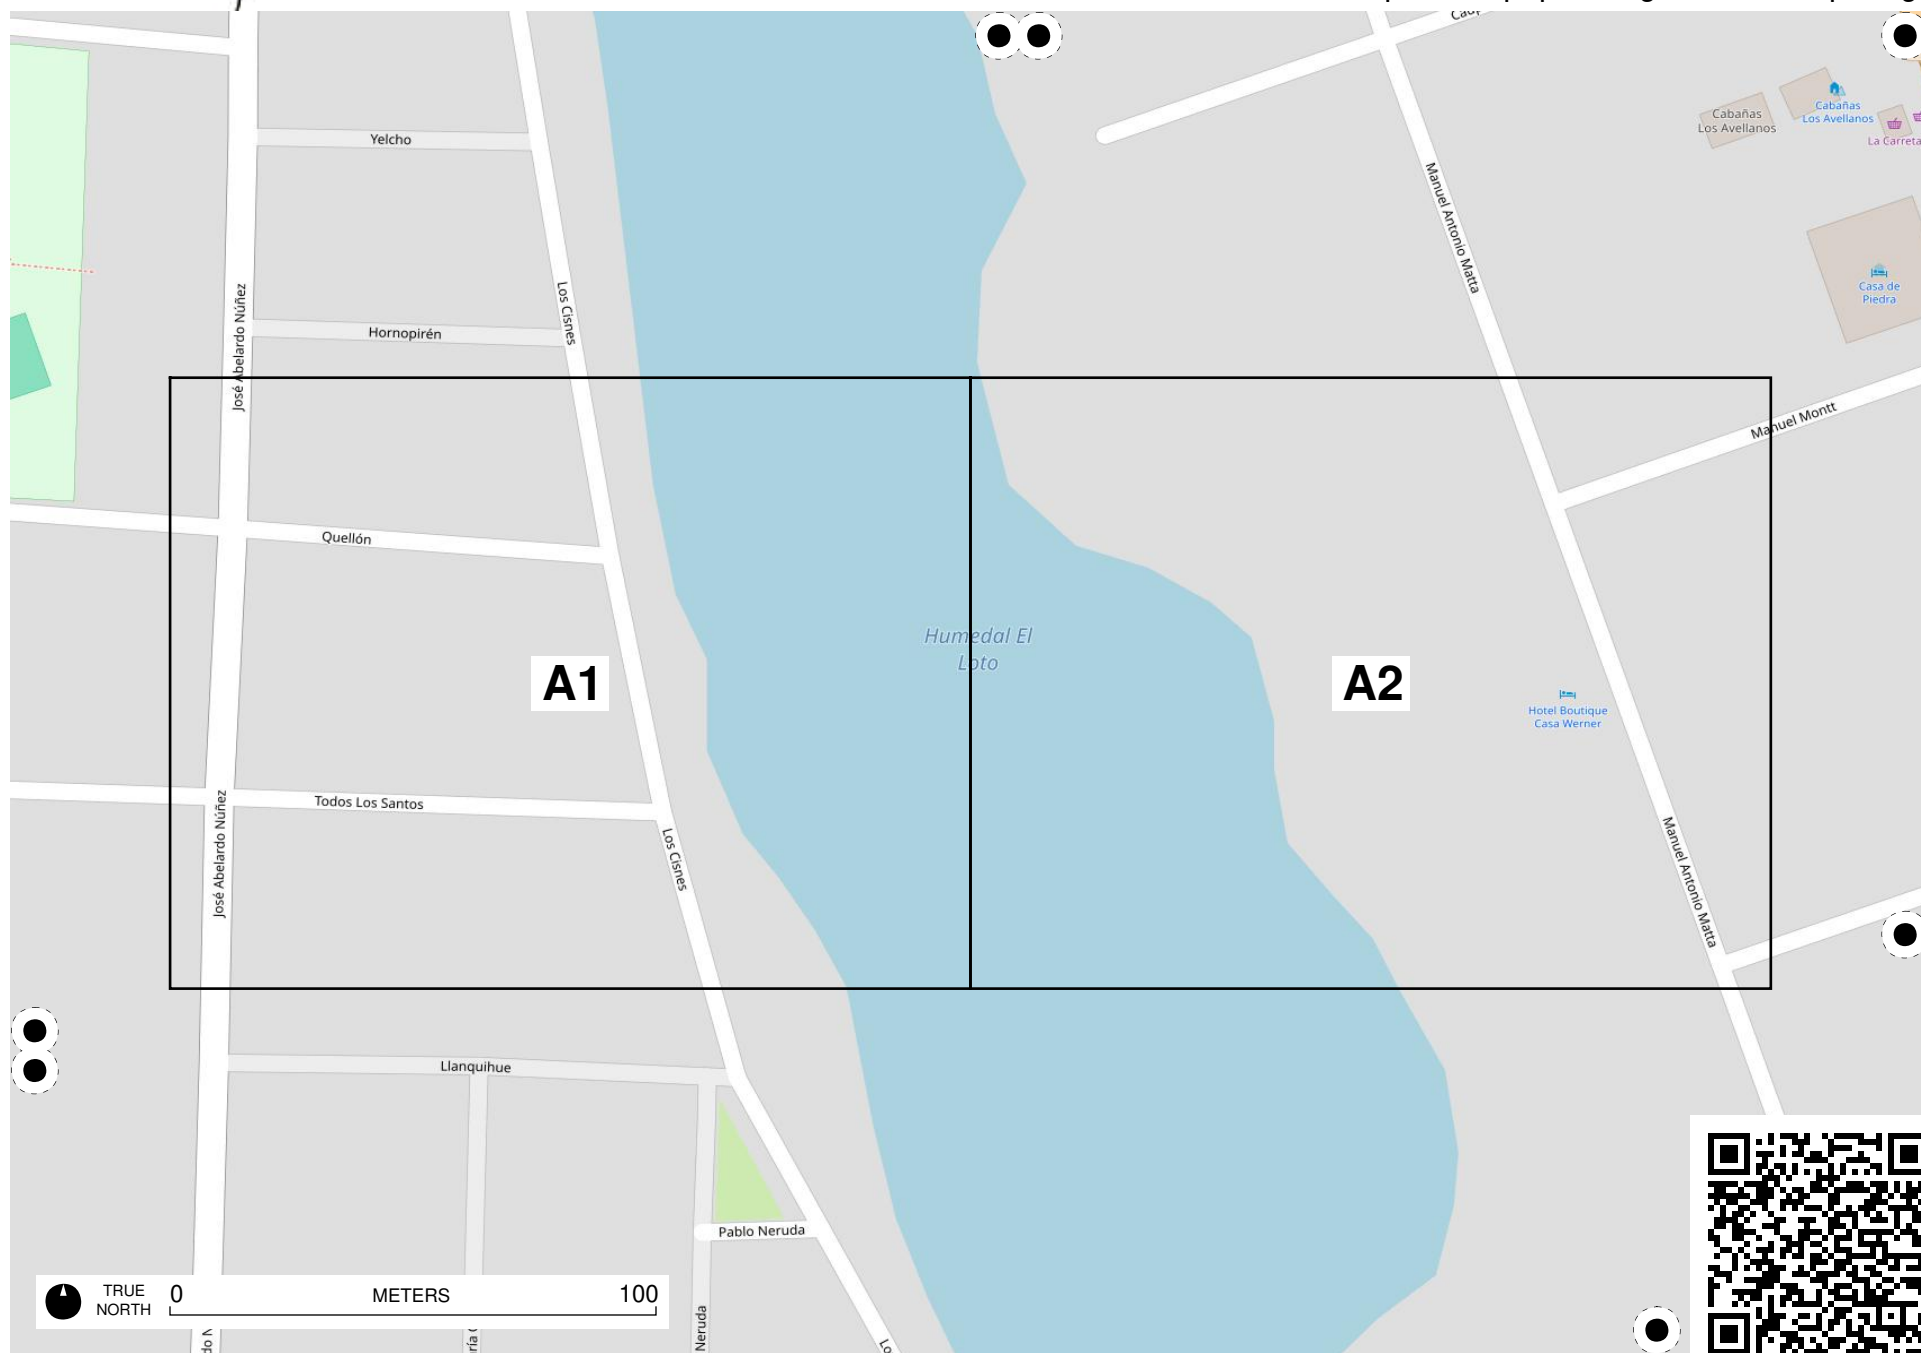 Cabañas
Los Avellanos
Cabañas
Los Avellanos
La Carreta
Yelcho
Manuel Antonio Matta
Casa de
Piedra
Los Cisnes
José Abelardo Núñez
Hornopirén
Manuel Montt
Quellón
Humedal El
Loto
A1
A2
Hotel Boutique
Casa Werner
Todos Los Santos
José Abelardo Núñez
Los Cisnes
Manuel Antonio Matta
Llanquihue
Pablo Neruda
TRUE
NORTH
0 METERS 100
Neruda